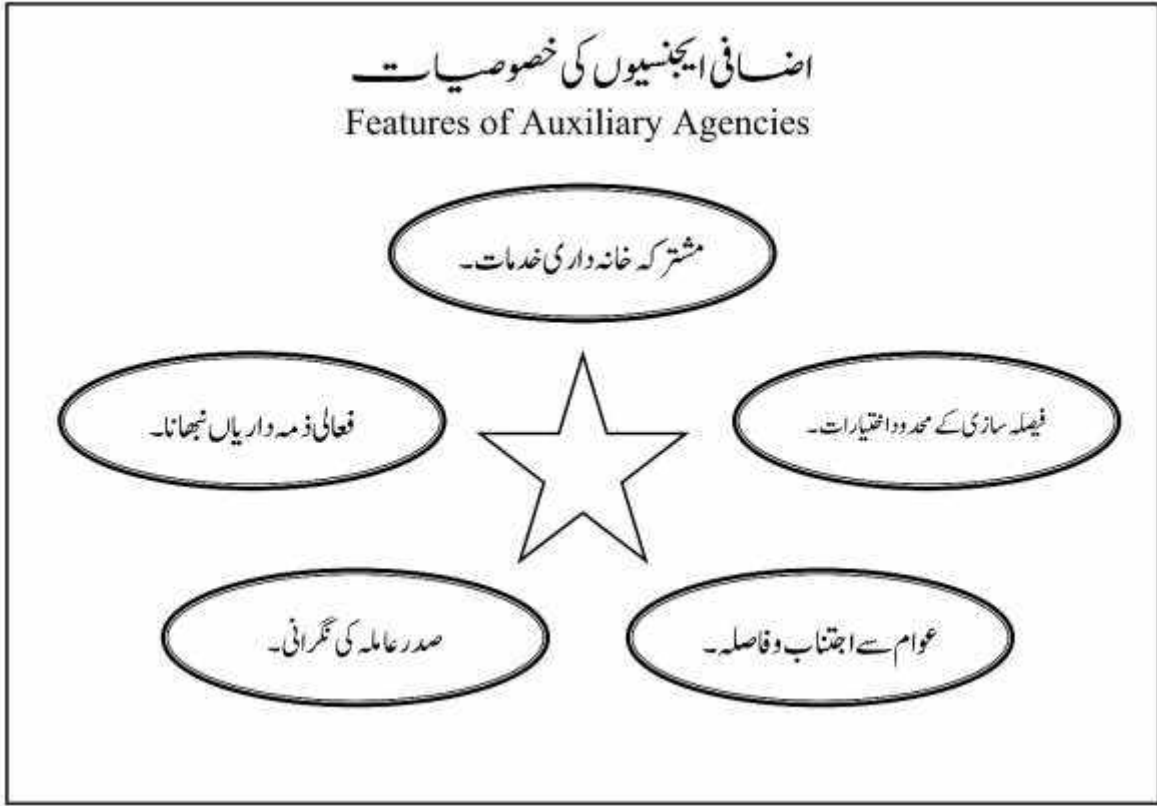 اضافی ایجنسیوں کی خصوصیات
Features of Auxiliary Agencies
مشترکہ خانہ داری خدمات۔
فیصلہ سازی کے محدود اختیارات۔
فعالی ذمہ داریاں نبھانا۔
عوام سے اجتناب و فاصلہ۔
صدر عاملہ کی نگرانی۔